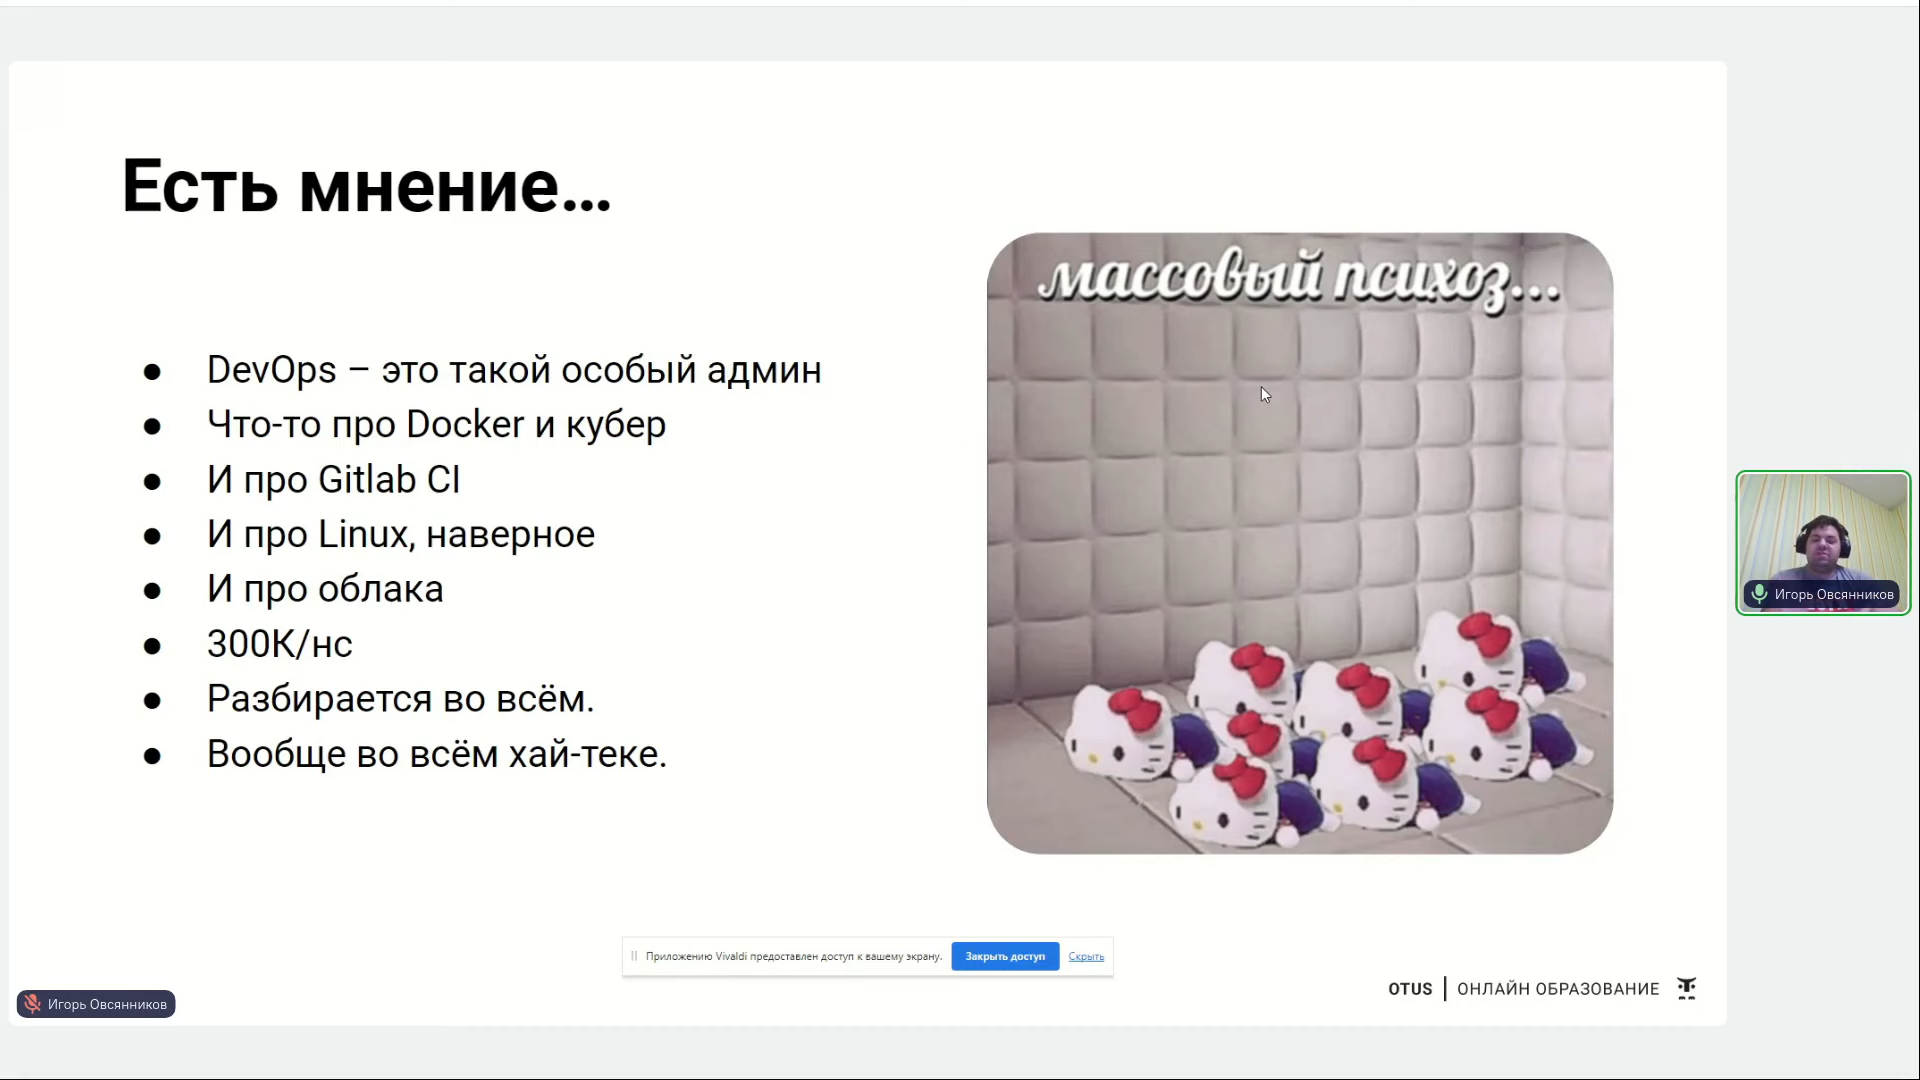 Есть мнение...
массовый психоз...
DevOps – это такой особый админ
Что-то про Docker и кубер
И про Gitlab CI
И про Linux, наверное
И про облака
300К/нс
Разбирается во всём.
Вообще во всём хай-теке.
Игорь Овсянников
Приложению Vivaldi предоставлен доступ к вашему экрану.
Закрыть доступ
Скрыть
OTUS | ОНЛАЙН ОБРАЗОВАНИЕ
Игорь Овсянников